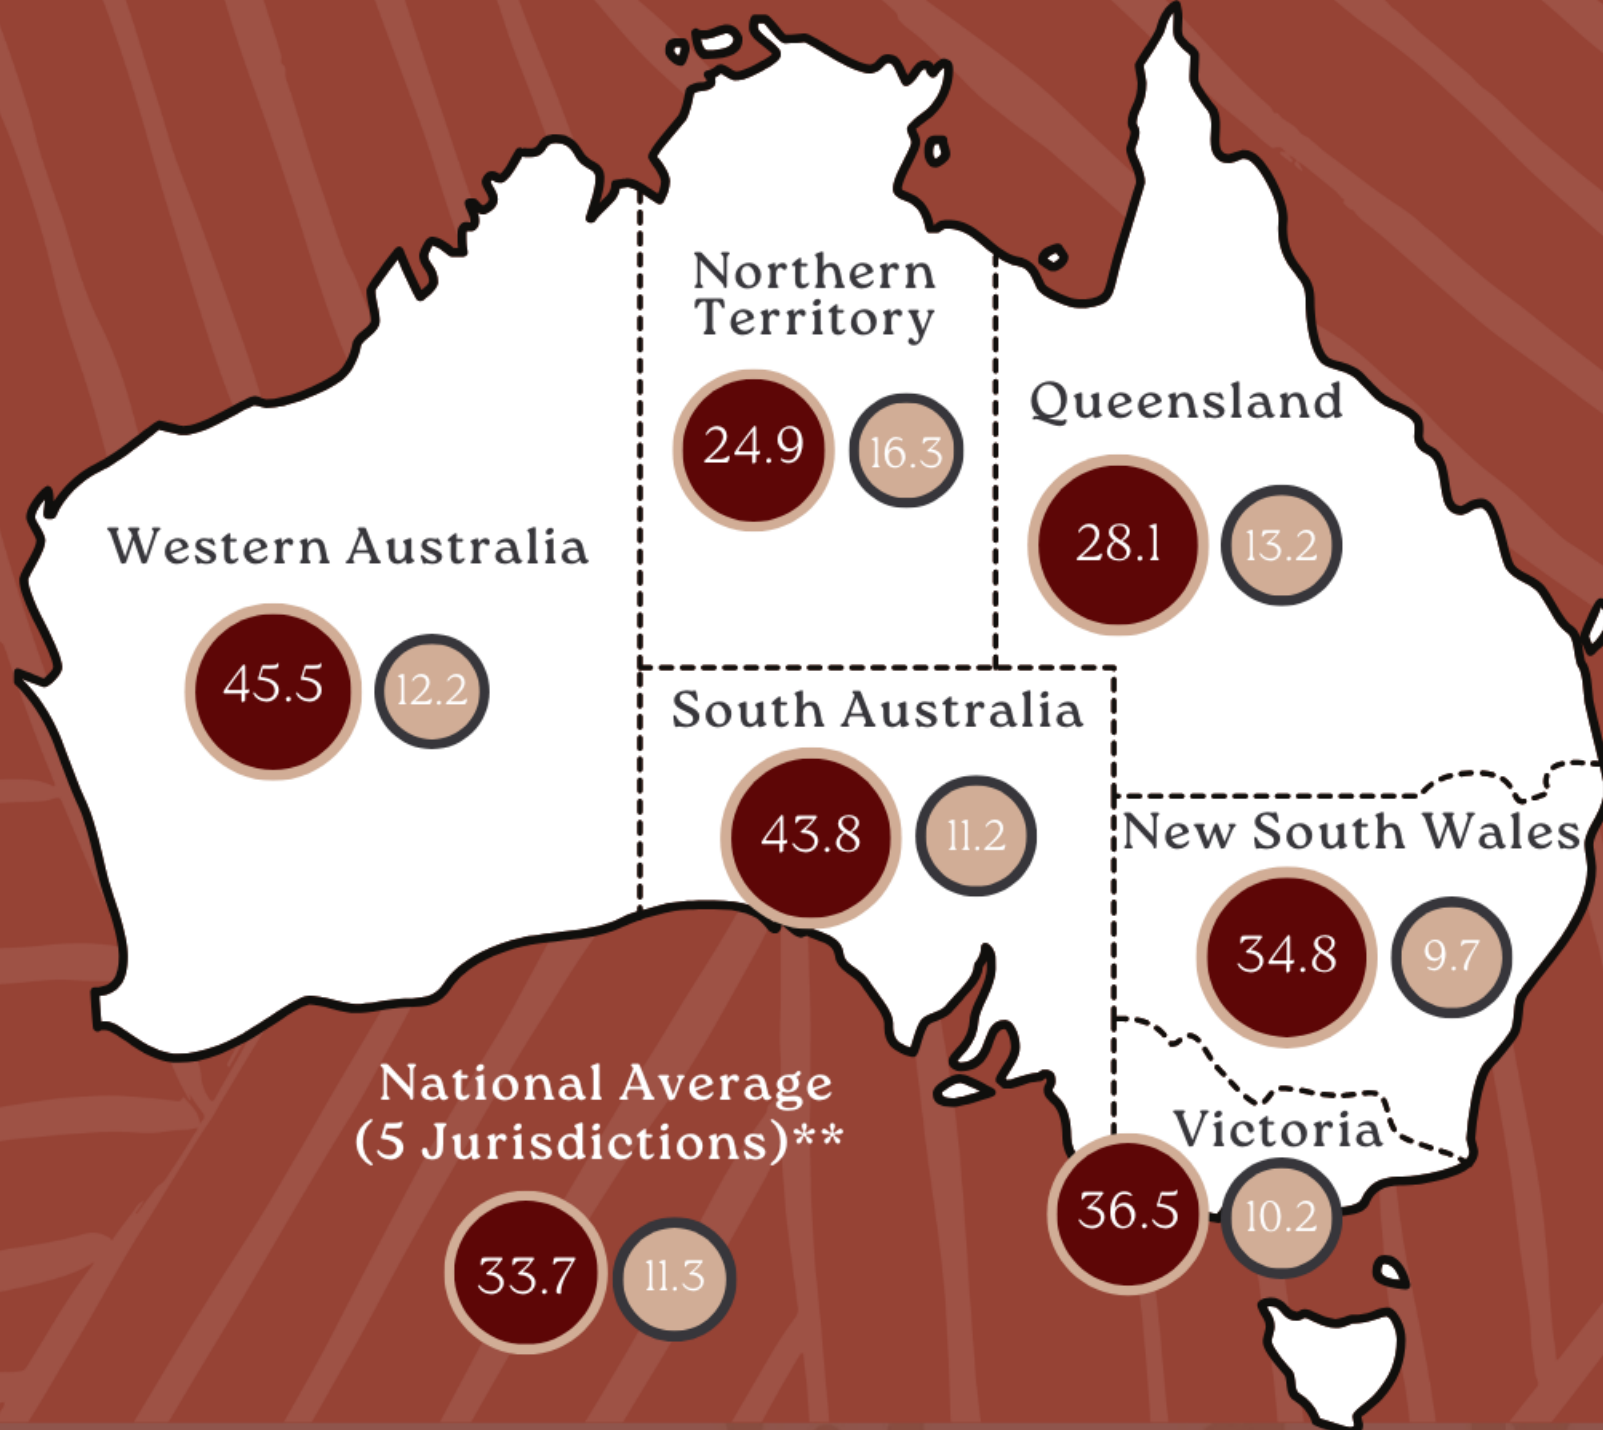 Northern
Territory
24.9 16.3
Queensland
28.1 13.2
Western Australia
45.5 12.2
South Australia
43.8 11.2
New South Wales
34.8 9.7
Victoria
36.5 10.2
National Average
(5 Jurisdictions)**
33.7 11.3